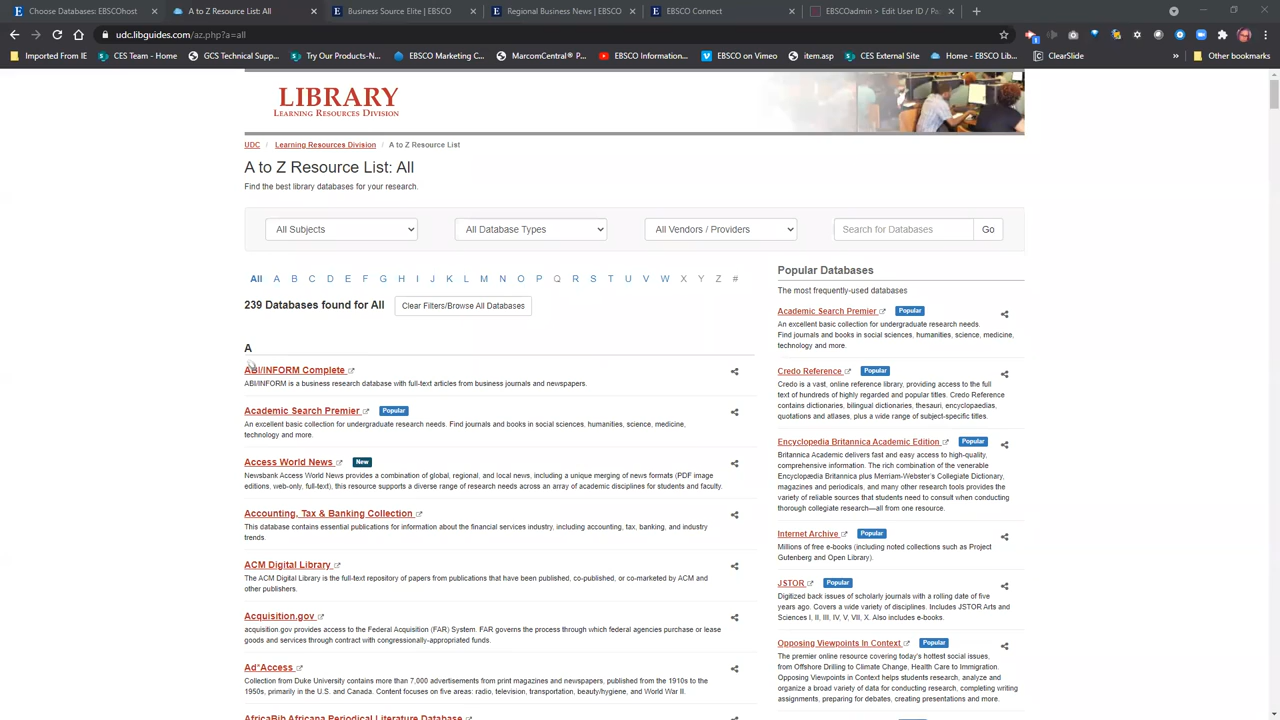 Choose Databases: EBSCOhost
All
Regional Business News
EBSCO Connect
EBSCOadmin
udc.libguides.com/az.php?a=all
Imported From IE CES Team - Home GCS Technical Sup... Try Our Products-N... EBSCO Marketing C... MarcomCentral® P... EBSCO Information... EBSCO on Vimeo item.asp EBSCO Connect - Home - EBSCO Li... ClearSlide » Other bookmarks
LIBRARY
LEARNING RESOURCES DIVISION
UDC / Learning Resources Division / A to Z Resource List
A to Z Resource List: All
Find the best library databases for your research.
All Subjects All Database Types All Vendors / Providers Search for Databases Go
All A B C D E F G H I J K L M N O P Q R S T U V W X Y Z #
239 Databases found for All Clear Filters/Browse All Databases
A
ABI/INFORM Complete
ABI/INFORM is a business research database with full-text articles from business journals and newspapers.
Academic Search Premier Popular
An excellent basic collection for undergraduate research needs. Find journals and books in social sciences, humanities, science, medicine,
technology and more.
Access World News New
Newsbank Access World News provides a combination of global, regional, and local news, including a unique merging of news formats (PDF image
editions, web-only, full-text), this resource supports a diverse range of research needs across an array of academic disciplines for students and faculty.
Accounting, Tax & Banking Collection
This database contains essential publications for information about the financial services industry, including accounting, tax, banking, and industry
trends.
ACM Digital Library
The ACM Digital Library is the full-text repository of papers from publications that have been published, co-published, or co-marketed by ACM and
other publishers.
Acquisition.gov
acquisition.gov provides access to the Federal Acquisition (FAR) System. FAR governs the process through which federal agencies purchase or lease
goods and services through contract with congressionally-appropriated funds.
Ad*Access
Collection from Duke University contains more than 7,000 advertisements from print magazines and newspapers, published from the 1910s to the
1950s, primarily in the U.S. and Canada. Content focuses on five areas: radio, television, transportation, beauty/hygiene, and World War II.
AfricaBib Africana Periodical Literature Database
Popular Databases
The most frequently-used databases
Academic Search Premier Popular
An excellent basic collection for undergraduate research needs.
Find journals and books in social sciences, humanities, science, medicine,
technology and more.
Credo Reference Popular
Credo is a vast, online reference library, providing access to the full
text of hundreds of highly regarded and popular titles. Credo Reference
contains dictionaries, bilingual dictionaries, thesauri, encyclopaedias,
quotations and atlases, plus a wide range of subject-specific titles.
Encyclopedia Britannica Academic Edition Popular
Britannica Academic delivers fast and easy access to high-quality,
comprehensive information. The rich combination of the venerable
Encyclopædia Britannica plus Merriam-Webster's Collegiate Dictionary,
magazines and periodicals, and many other research tools provides the
variety of reliable sources that students need to consult when conducting
thorough collegiate research—all from one resource.
Internet Archive Popular
Millions of free e-books (including noted collections such as Project
Gutenberg and Open Library).
JSTOR Popular
Digitized back issues of scholarly journals with a rolling date of five
years ago. Covers a wide variety of disciplines. Includes JSTOR Arts and
Sciences I, II, III, IV, V, VII, X. Also includes e-books.
Opposing Viewpoints In Context Popular
The premier online resource covering today's hottest social issues,
from Offshore Drilling to Climate Change, Health Care to Immigration.
Opposing Viewpoints in Context helps students research, analyze and
organize a broad variety of data for conducting research, completing writing
assignments, preparing for debates, creating presentations and more.